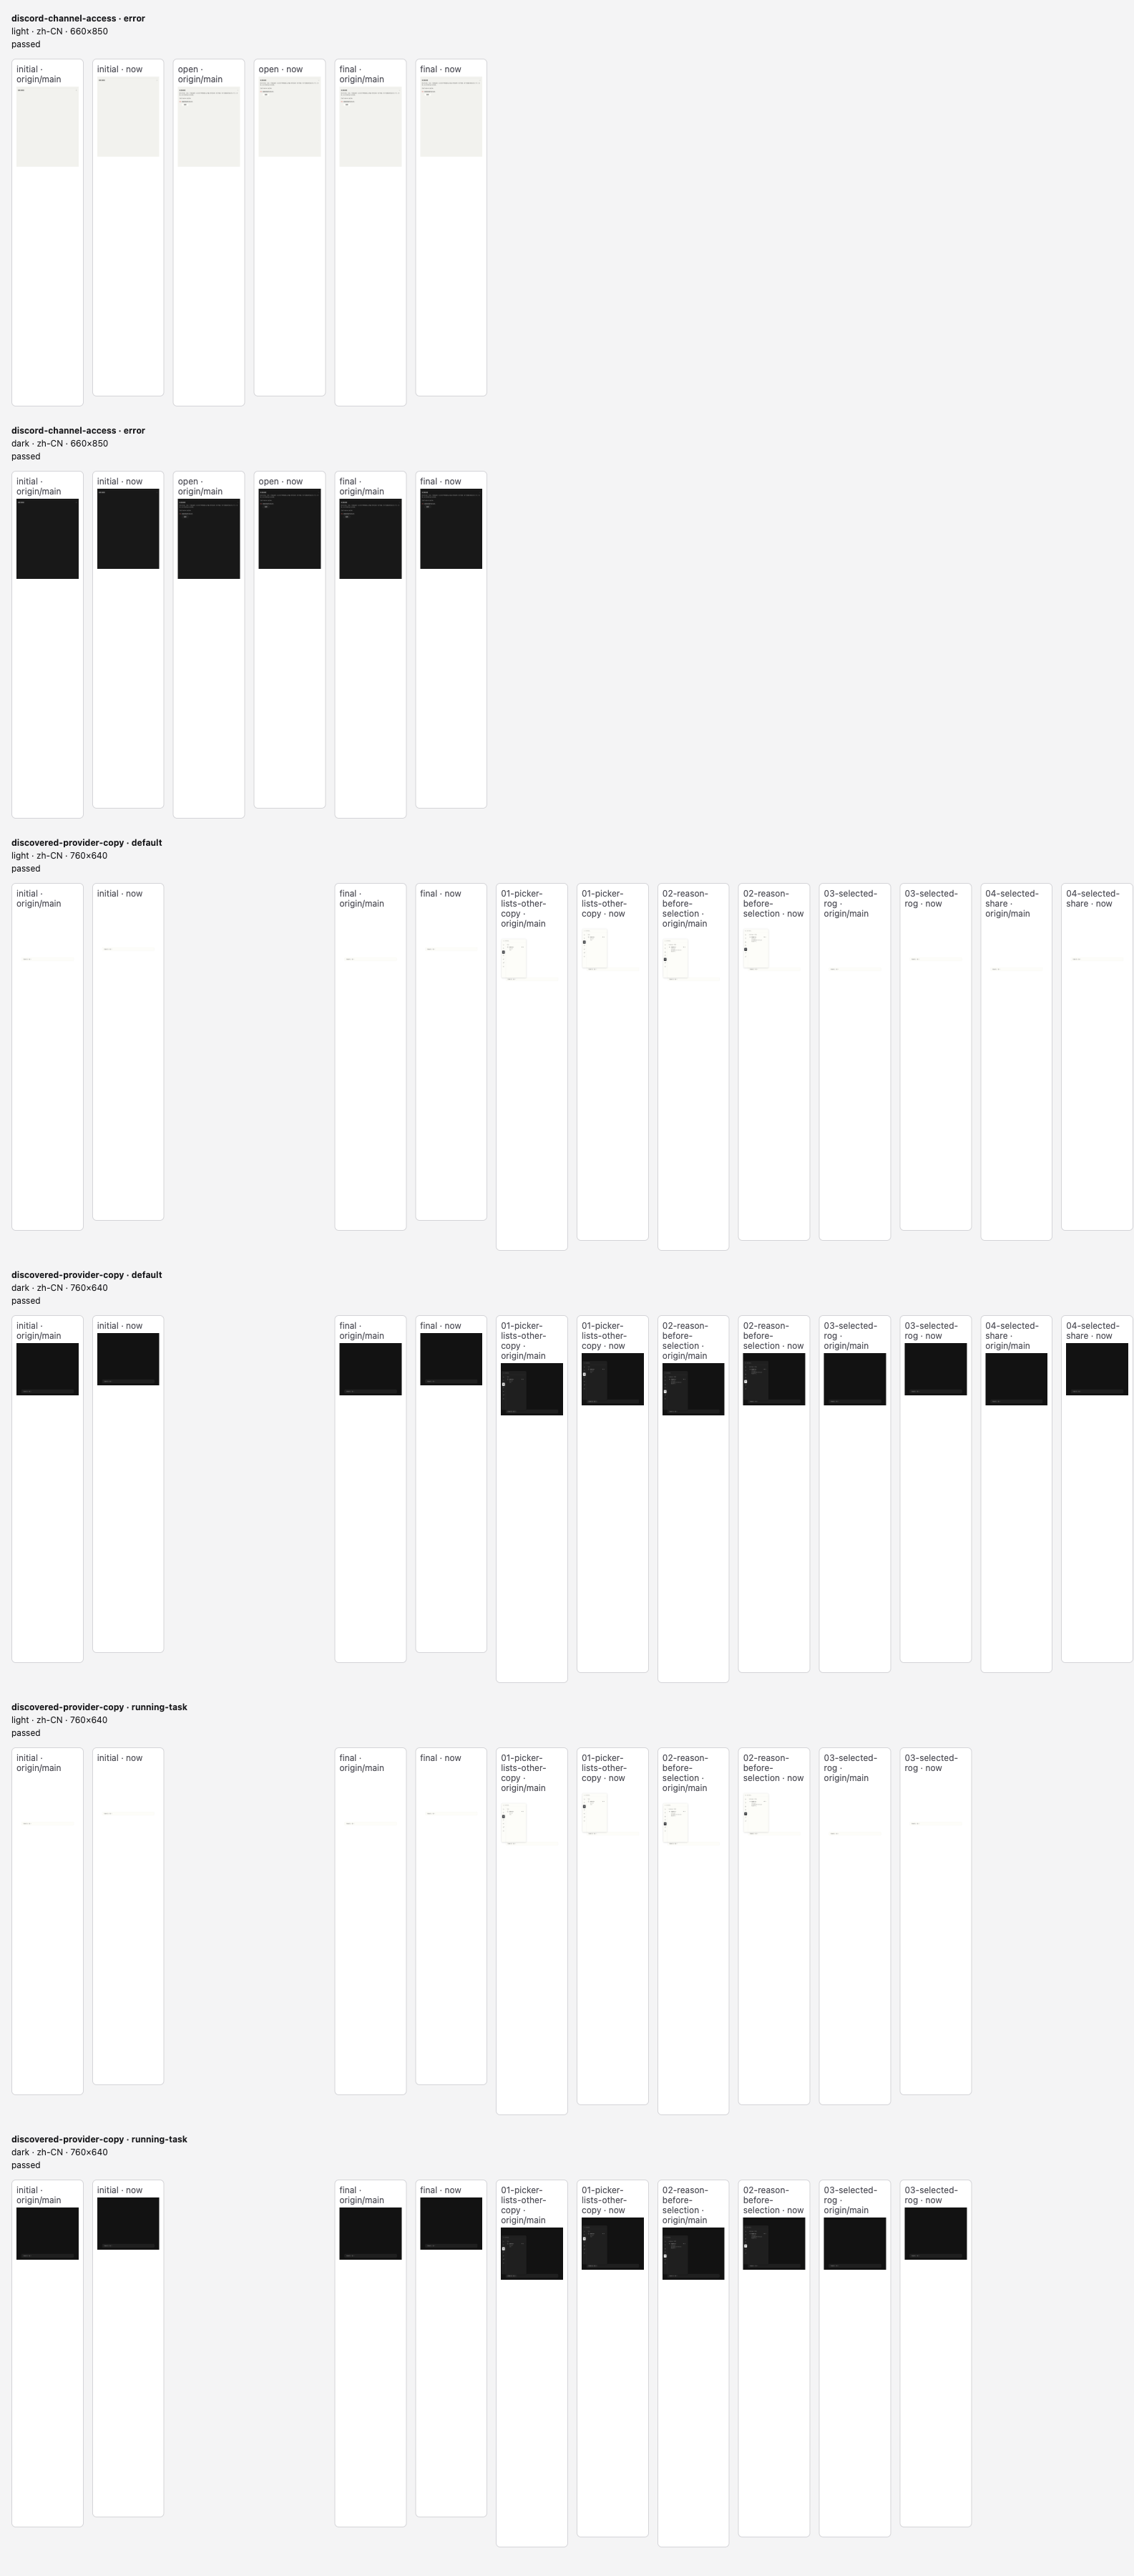 discord-channel-access · error
light · zh-CN · 660×850
passed
initial ·
origin/main
initial · now
open ·
origin/main
open · now
final ·
origin/main
final · now
discord-channel-access · error
dark · zh-CN · 660×850
passed
initial ·
origin/main
initial · now
open ·
origin/main
open · now
final ·
origin/main
final · now
discovered-provider-copy · default
light · zh-CN · 760×640
passed
initial ·
origin/main
initial · now
final ·
origin/main
final · now
01-picker-
lists-other-
copy ·
origin/main
01-picker-
lists-other-
copy · now
02-reason-
before-
selection ·
origin/main
02-reason-
before-
selection · now
03-selected-
rog ·
origin/main
03-selected-
rog · now
04-selected-
share ·
origin/main
04-selected-
share · now
discovered-provider-copy · default
dark · zh-CN · 760×640
passed
initial ·
origin/main
initial · now
final ·
origin/main
final · now
01-picker-
lists-other-
copy ·
origin/main
01-picker-
lists-other-
copy · now
02-reason-
before-
selection ·
origin/main
02-reason-
before-
selection · now
03-selected-
rog ·
origin/main
03-selected-
rog · now
04-selected-
share ·
origin/main
04-selected-
share · now
discovered-provider-copy · running-task
light · zh-CN · 760×640
passed
initial ·
origin/main
initial · now
final ·
origin/main
final · now
01-picker-
lists-other-
copy ·
origin/main
01-picker-
lists-other-
copy · now
02-reason-
before-
selection ·
origin/main
02-reason-
before-
selection · now
03-selected-
rog ·
origin/main
03-selected-
rog · now
discovered-provider-copy · running-task
dark · zh-CN · 760×640
passed
initial ·
origin/main
initial · now
final ·
origin/main
final · now
01-picker-
lists-other-
copy ·
origin/main
01-picker-
lists-other-
copy · now
02-reason-
before-
selection ·
origin/main
02-reason-
before-
selection · now
03-selected-
rog ·
origin/main
03-selected-
rog · now